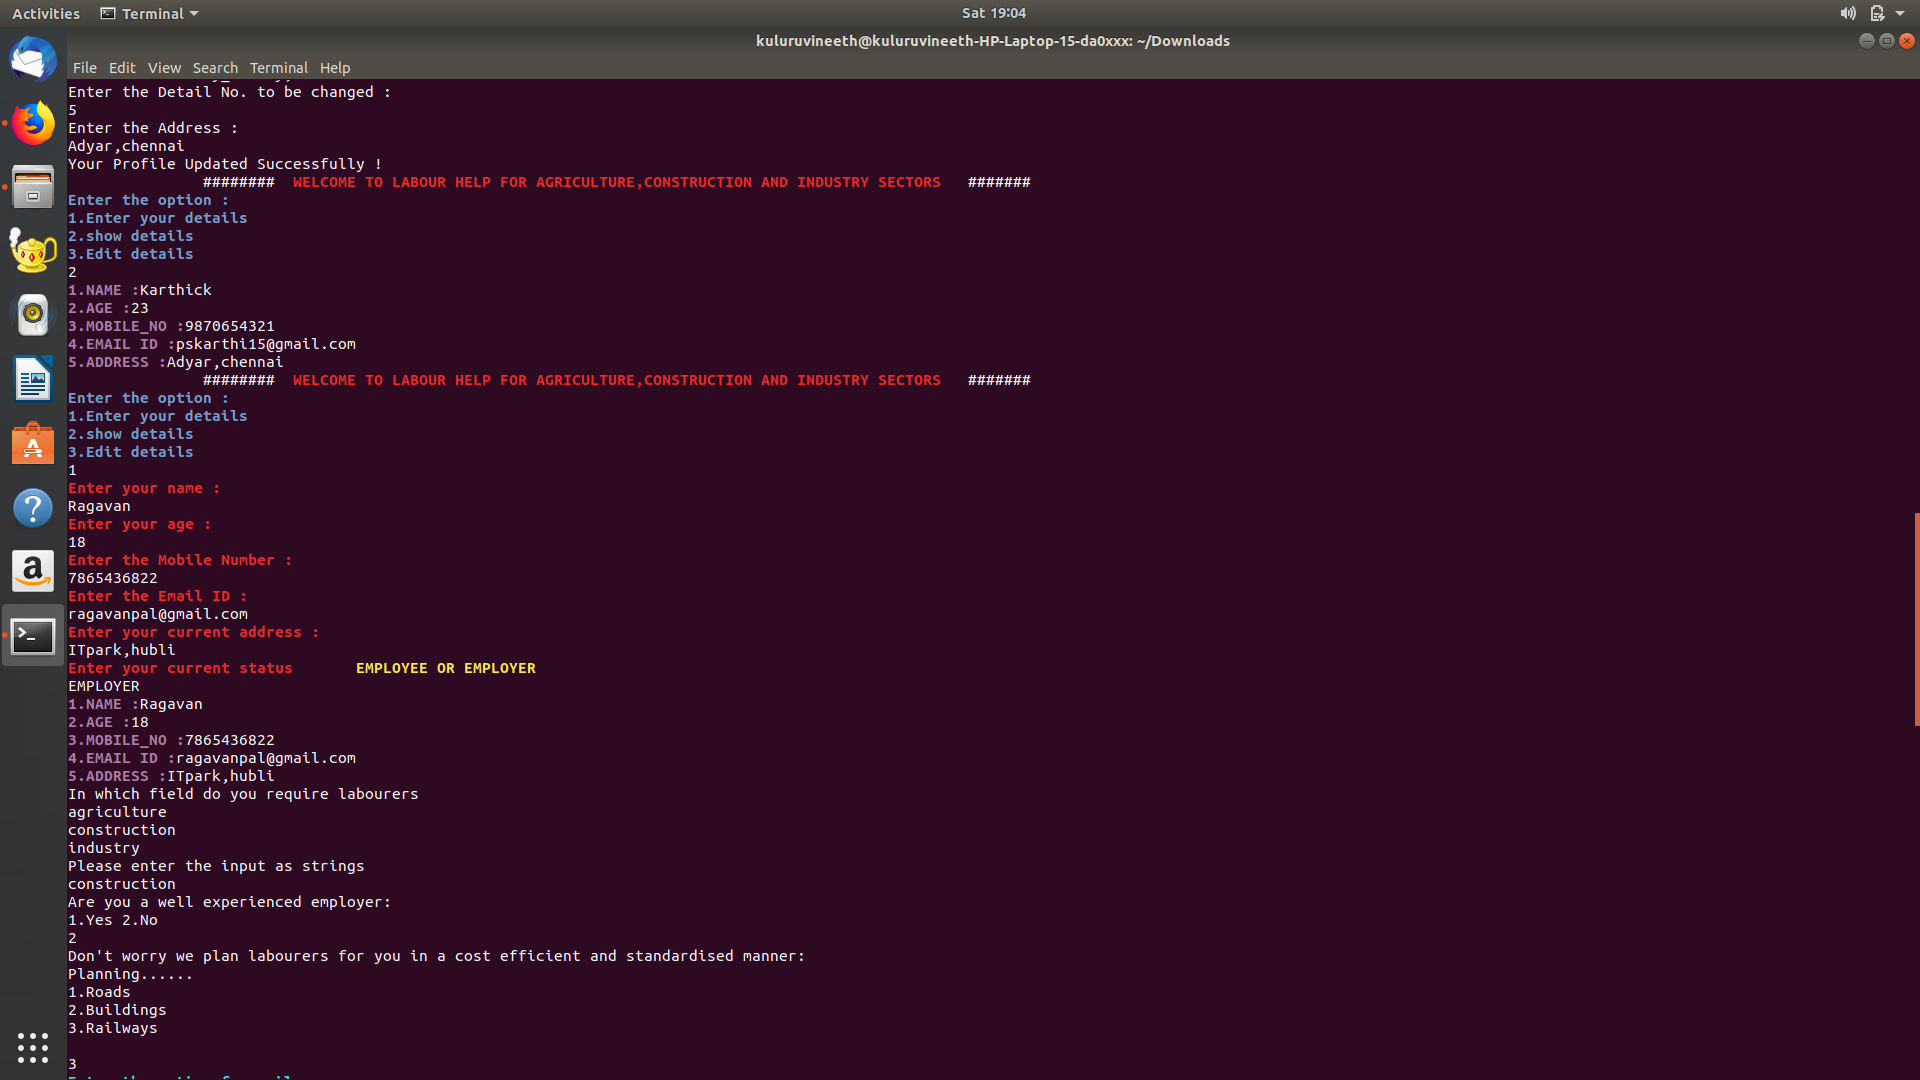 Activities Terminal Sat 19:04
kuluruvineeth@kuluruvineeth-HP-Laptop-15-da0xxx: ~/Downloads
File Edit View Search Terminal Help
Enter the Detail No. to be changed :
5
Enter the Address :
Adyar,chennai
Your Profile Updated Successfully !
######## WELCOME TO LABOUR HELP FOR AGRICULTURE,CONSTRUCTION AND INDUSTRY SECTORS #######
Enter the option :
1.Enter your details
2.show details
3.Edit details
2
1.NAME :Karthick
2.AGE :23
3.MOBILE_NO :9870654321
4.EMAIL ID :pskarthi15@gmail.com
5.ADDRESS :Adyar,chennai
######## WELCOME TO LABOUR HELP FOR AGRICULTURE,CONSTRUCTION AND INDUSTRY SECTORS #######
Enter the option :
1.Enter your details
2.show details
3.Edit details
1
Enter your name :
Ragavan
Enter your age :
18
Enter the Mobile Number :
7865436822
Enter the Email ID :
ragavanpal@gmail.com
Enter your current address :
ITpark,hubli
Enter your current status EMPLOYEE OR EMPLOYER
EMPLOYER
1.NAME :Ragavan
2.AGE :18
3.MOBILE_NO :7865436822
4.EMAIL ID :ragavanpal@gmail.com
5.ADDRESS :ITpark,hubli
In which field do you require labourers
agriculture
construction
industry
Please enter the input as strings
construction
Are you a well experienced employer:
1.Yes 2.No
2
Don't worry we plan labourers for you in a cost efficient and standardised manner:
Planning......
1.Roads
2.Buildings
3.Railways
3